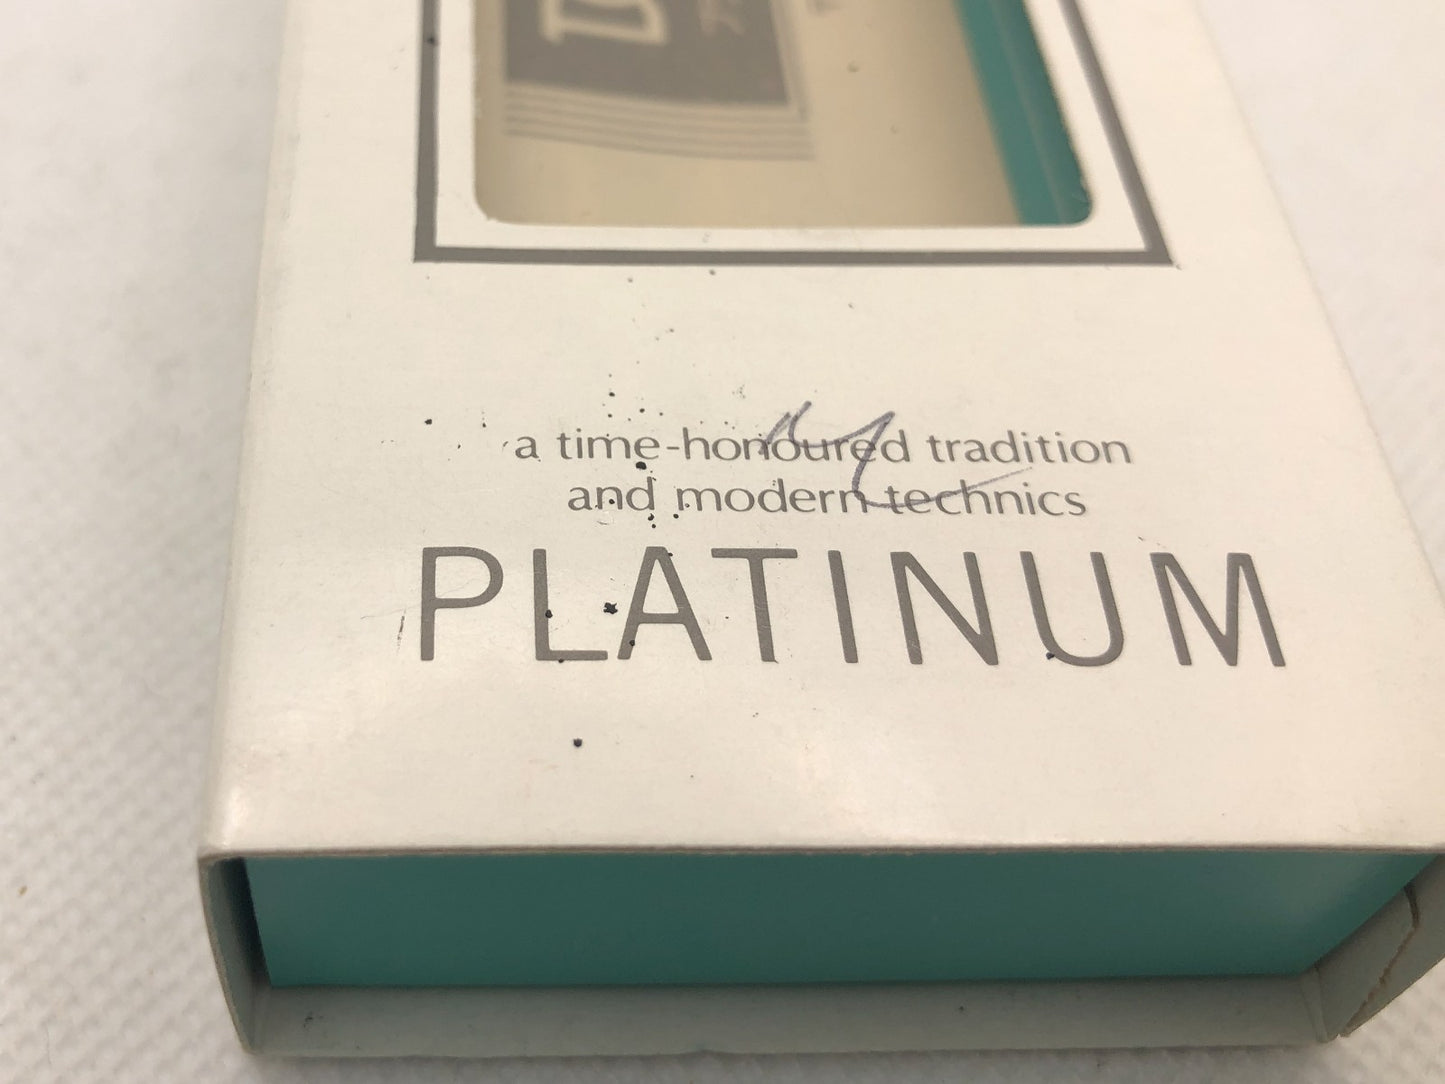 a time-honoured tradition
and modern technics
PLATINUM